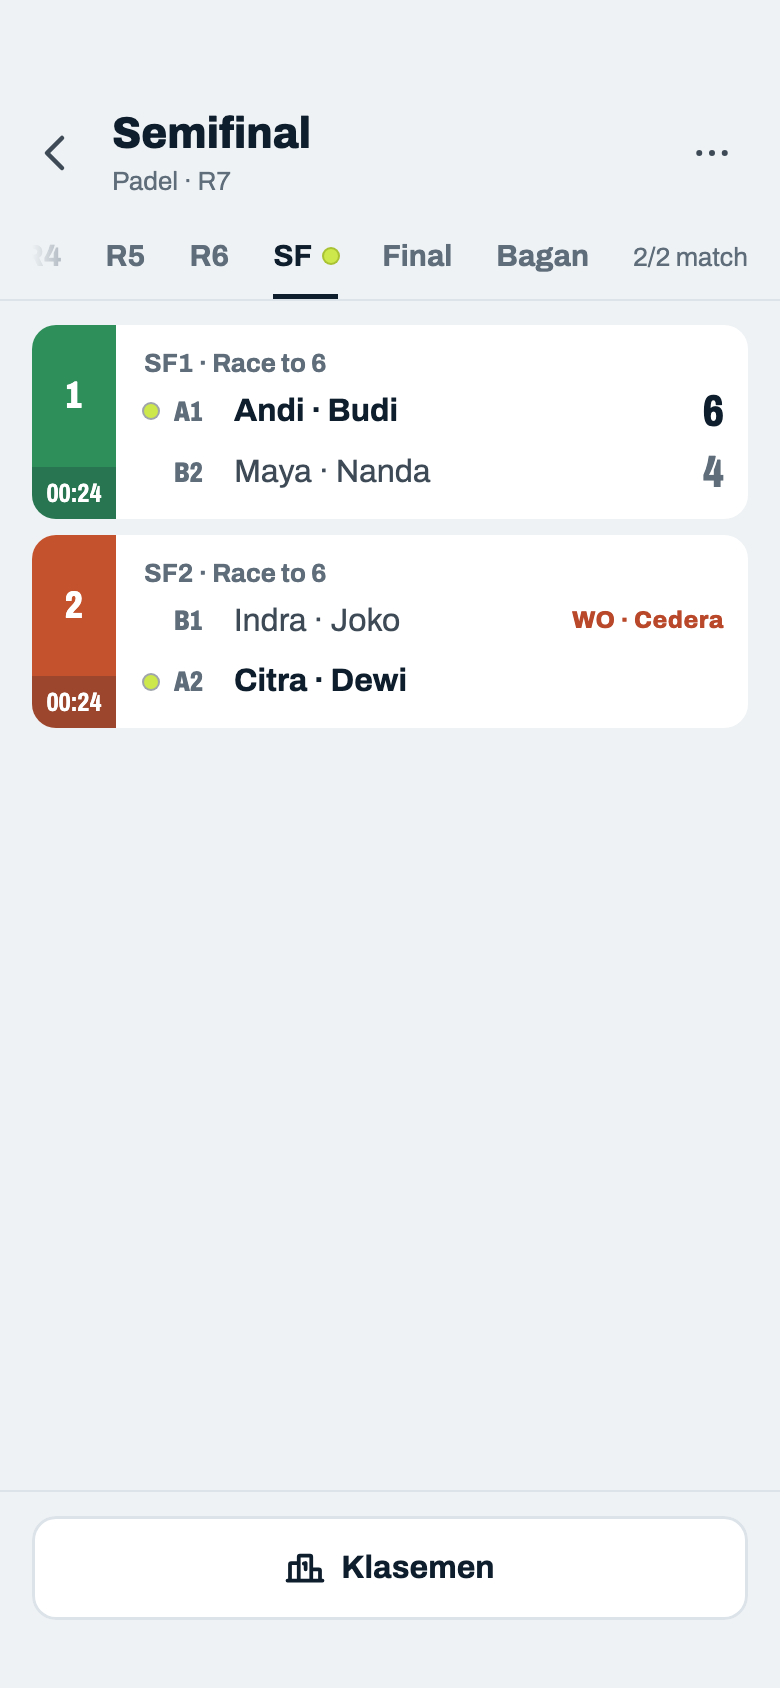 Semifinal
Padel · R7
R5 R6 SF Final Bagan 2/2 match
1
00:24
SF1 · Race to 6
A1 Andi · Budi 6
B2 Maya · Nanda 4
2
00:24
SF2 · Race to 6
B1 Indra · Joko WO · Cedera
A2 Citra · Dewi
Klasemen